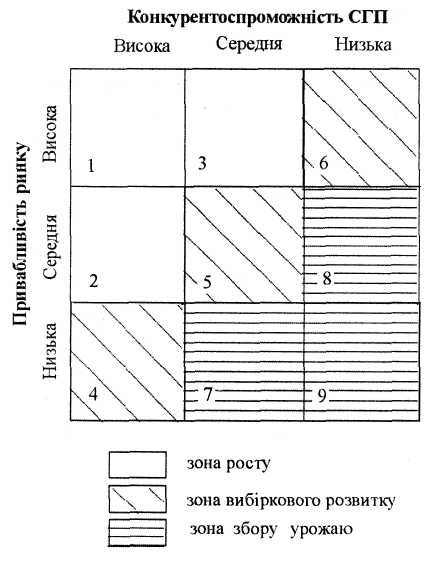 Конкурентоспроможність СГП
Висока Середня Низька
Привабливість ринку
Висока
1 3 6
Середня
2 5 8
Низька
4 7 9
зона росту
зона вибіркового розвитку
зона збору урожаю